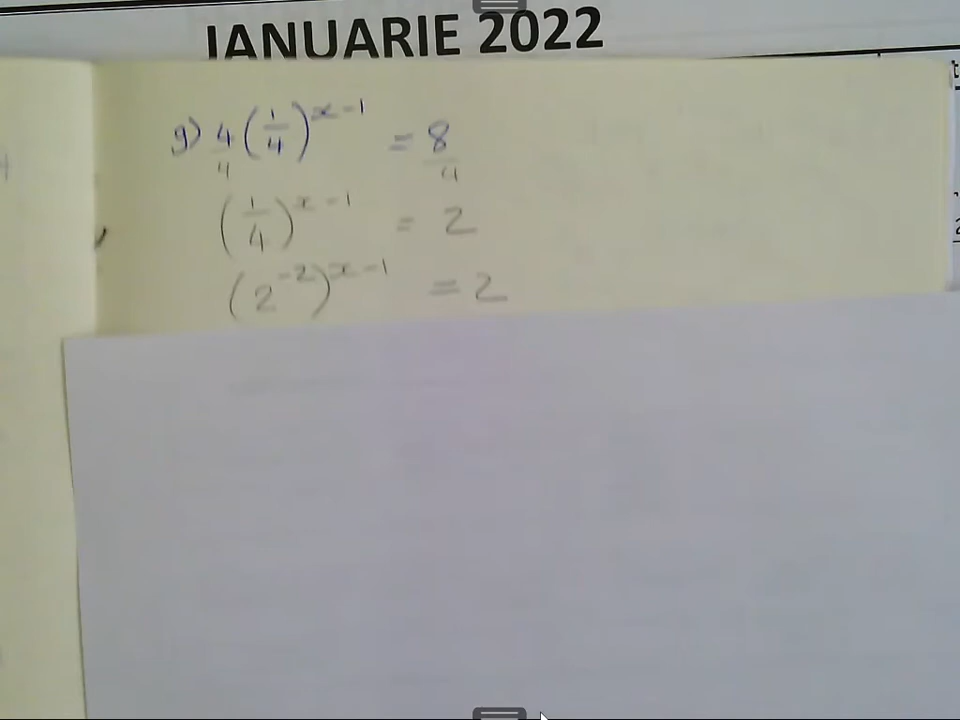 IANUARIE 2022
g) 4/4 (1/4)^(x-1) = 8/4
(1/4)^(x-1) = 2
(2^(-2))^(x-1) = 2